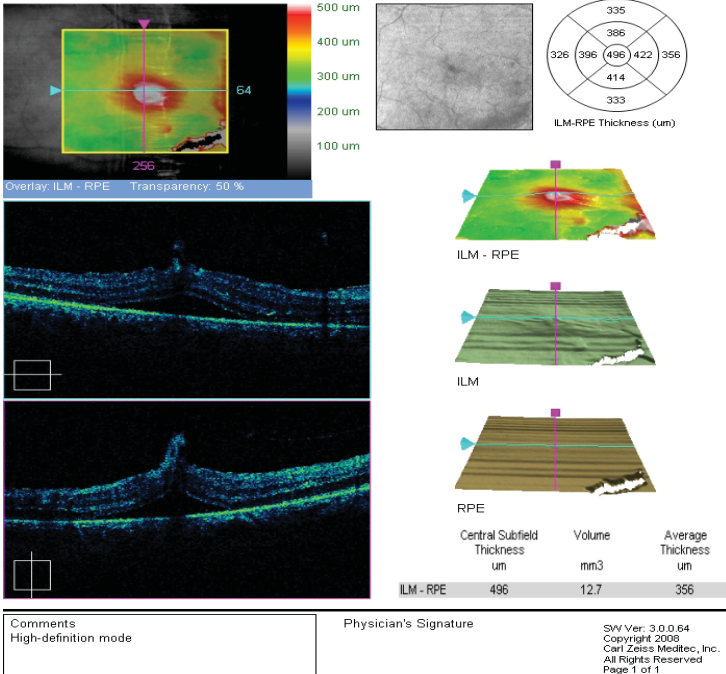 500 um
400 um
300 um
200 um
100 um
64
256
Overlay: ILM - RPE Transparency: 50 %
335
386
326 396 496 422 356
414
333
ILM-RPE Thickness (um)
ILM - RPE
ILM
RPE
Central Subfield Thickness um
Volume mm3
Average Thickness um
ILM - RPE 496 12.7 356
Comments
High-definition mode
Physician's Signature
SW Ver: 3.0.0.64
Copyright 2008
Carl Zeiss Meditec, Inc.
All Rights Reserved
Page 1 of 1